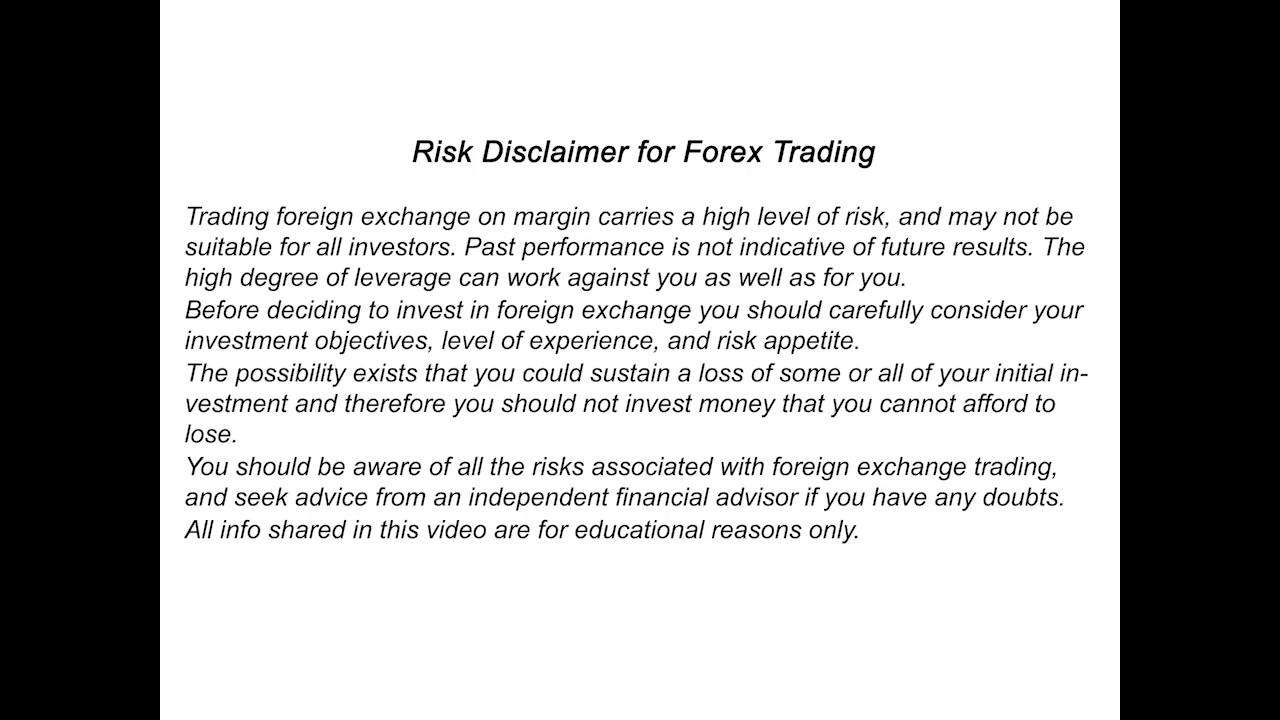 Risk Disclaimer for Forex Trading
Trading foreign exchange on margin carries a high level of risk, and may not be
suitable for all investors. Past performance is not indicative of future results. The
high degree of leverage can work against you as well as for you.
Before deciding to invest in foreign exchange you should carefully consider your
investment objectives, level of experience, and risk appetite.
The possibility exists that you could sustain a loss of some or all of your initial in-
vestment and therefore you should not invest money that you cannot afford to
lose.
You should be aware of all the risks associated with foreign exchange trading,
and seek advice from an independent financial advisor if you have any doubts.
All info shared in this video are for educational reasons only.